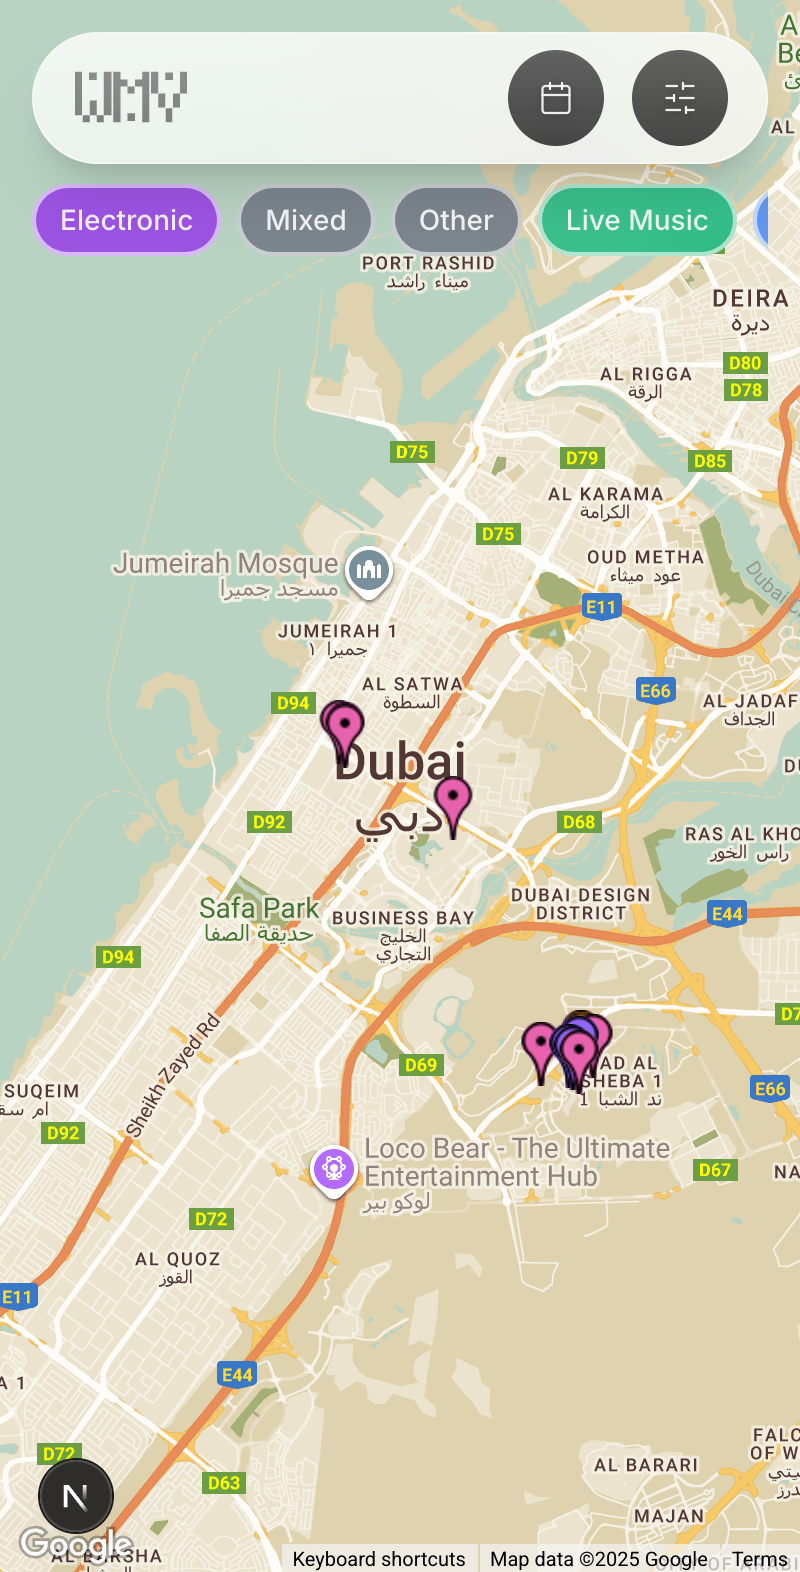 WMV
Electronic
Mixed
Other
Live Music
AL
PORT RASHID
ميناء راشد
DEIRA
ديرة
D80
AL RIGGA
الرقة
D78
D75
D79
D85
AL KARAMA
الكرامة
D75
OUD METHA
عود ميثاء
Jumeirah Mosque
مسجد جميرا
E11
JUMEIRAH 1
جميرا ١
AL SATWA
السطوة
E66
D94
AL JADAF
الجداف
Dubai
دبي
D92
D68
RAS AL KHO
راس الخور
Safa Park
حديقة الصفا
DUBAI DESIGN
DISTRICT
BUSINESS BAY
الخليج
التجاري
E44
D94
Sheikh Zayed Rd
D69
AD AL
SHEBA 1
ند الشبا 1
E66
SUQEIM
D92
Loco Bear - The Ultimate
Entertainment Hub
لوكو بير
D67
NA
D72
AL QUOZ
القوز
E11
E44
A 1
D72
D63
AL BARARI
FALC
OF W
MAJAN
N
Google
AL BARSHA
Keyboard shortcuts
Map data ©2025 Google
Terms